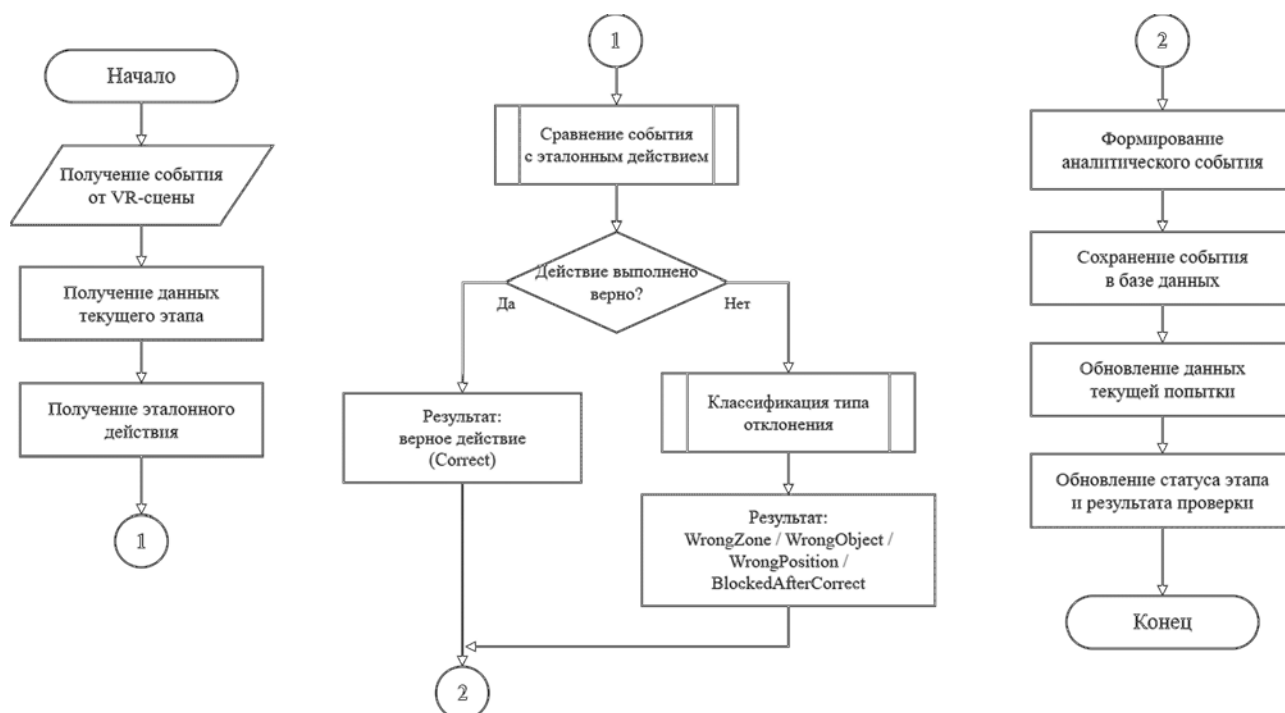 Начало
Получение события
от VR-сцены
Получение данных
текущего этапа
Получение эталонного
действия
1
1
Сравнение события
с эталонным действием
Действие выполнено
верно?
Да
Нет
Результат:
верное действие
(Correct)
Классификация типа
отклонения
Результат:
WrongZone / WrongObject /
WrongPosition /
BlockedAfterCorrect
2
2
Формирование
аналитического события
Сохранение события
в базе данных
Обновление данных
текущей попытки
Обновление статуса этапа
и результата проверки
Конец